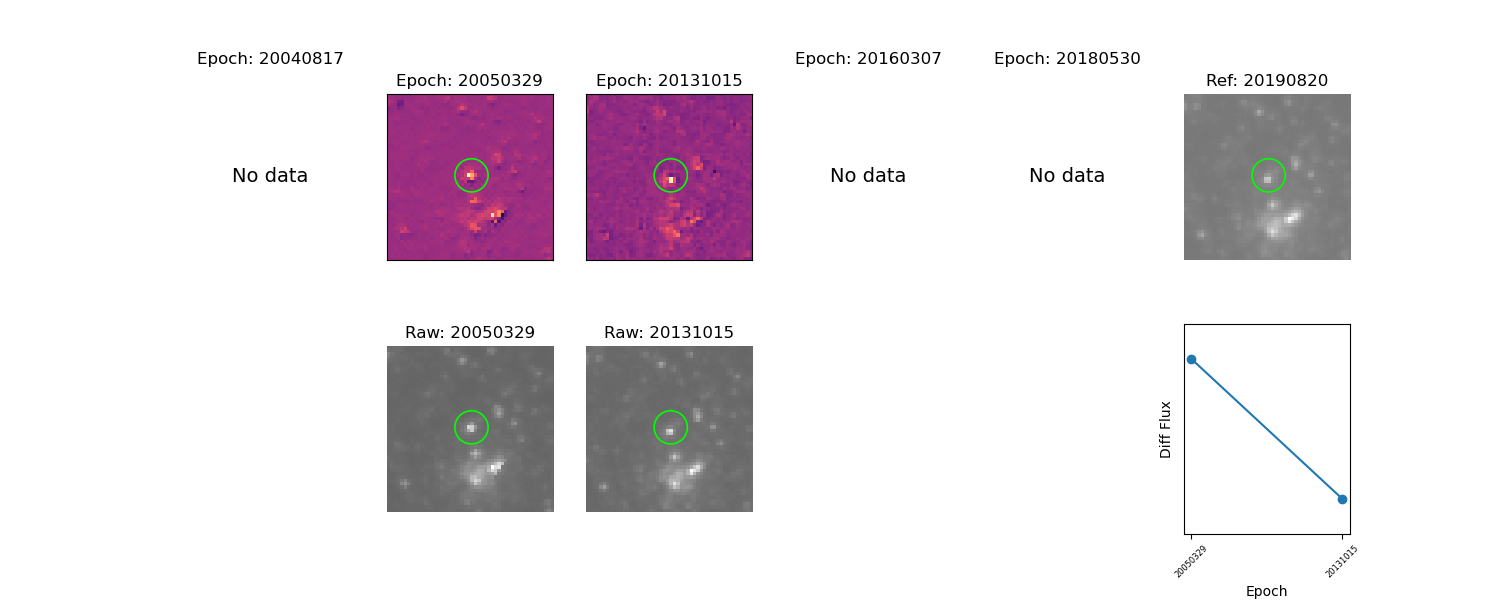 Epoch: 20040817
Epoch: 20050329
Epoch: 20131015
Epoch: 20160307
Epoch: 20180530
Ref: 20190820
No data
No data
No data
Raw: 20050329
Raw: 20131015
Diff Flux
20050329
20131015
Epoch